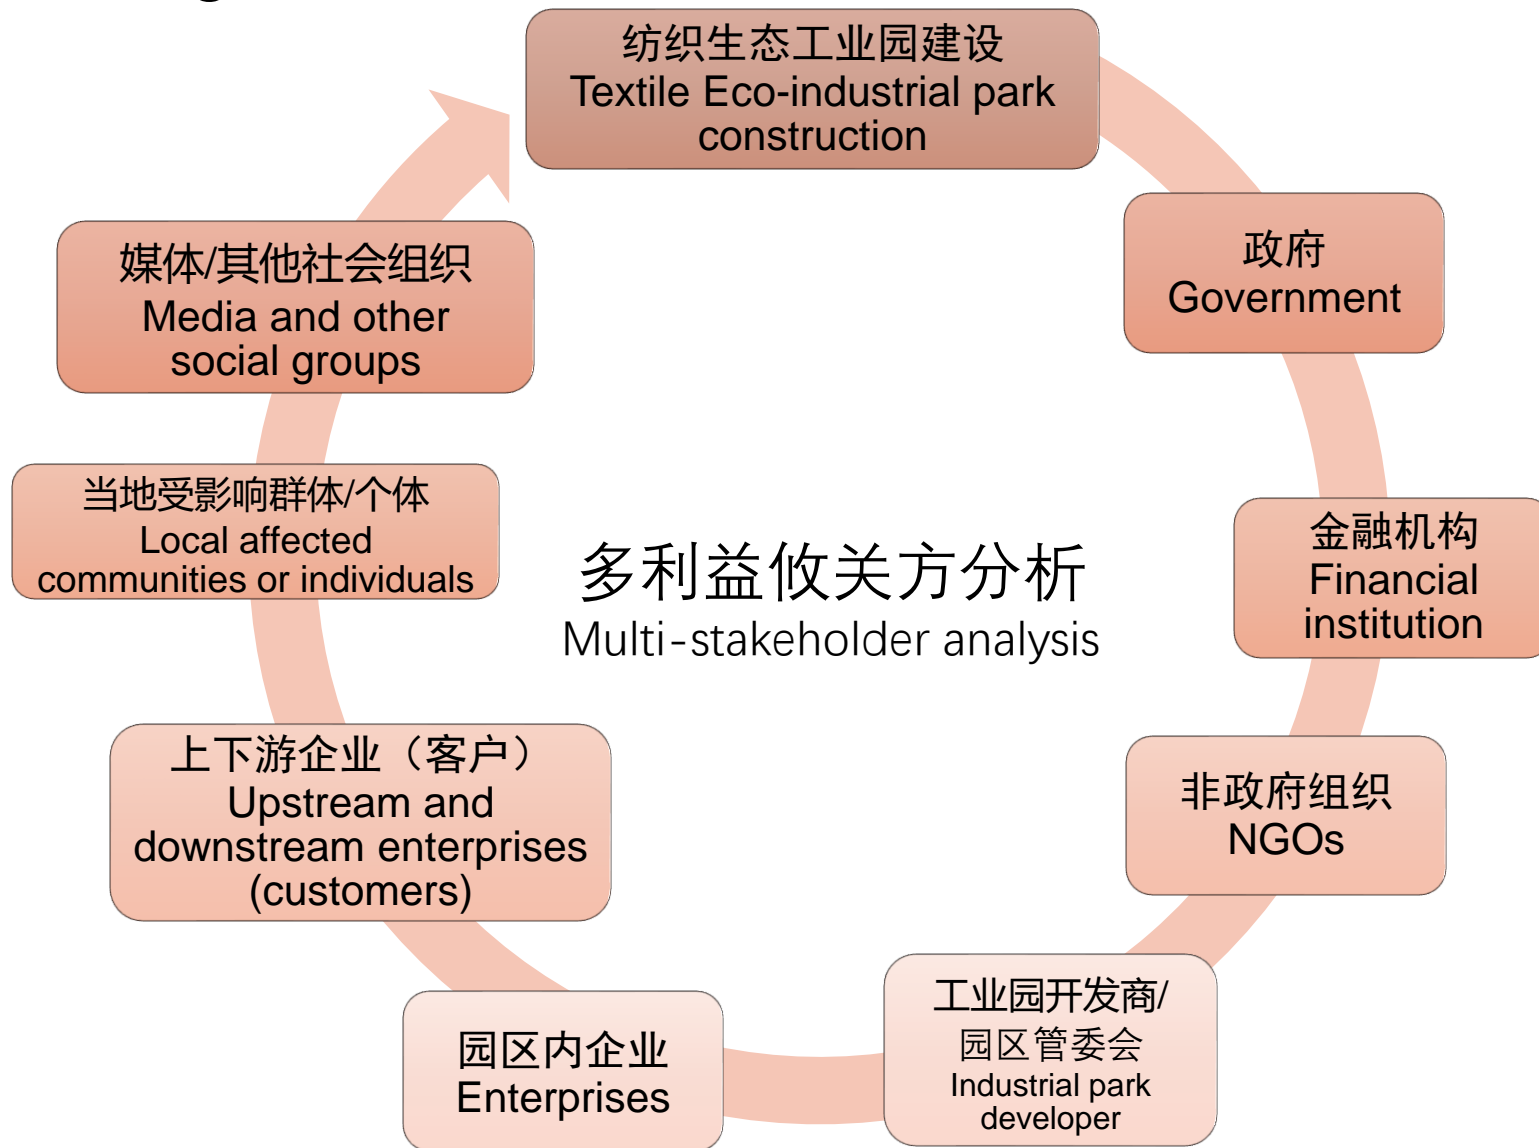 纺织生态工业园建设
Textile Eco-industrial park
construction
政府
Government
金融机构
Financial
institution
非政府组织
NGOs
工业园开发商/
园区管委会
Industrial park
developer
园区内企业
Enterprises
上下游企业（客户）
Upstream and
downstream enterprises
(customers)
当地受影响群体/个体
Local affected
communities or individuals
媒体/其他社会组织
Media and other
social groups
多利益攸关方分析
Multi-stakeholder analysis